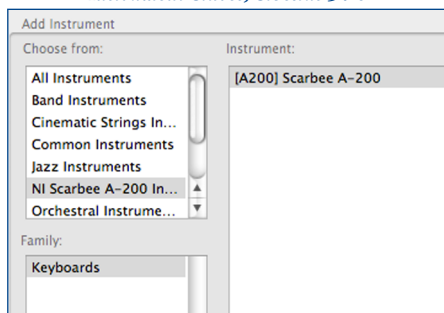 Add Instrument
Choose from:
All Instruments
Band Instruments
Cinematic Strings In...
Common Instruments
Jazz Instruments
NI Scarbee A-200 In...
Orchestral Instrume...
Family:
Keyboards
Instrument:
[A200] Scarbee A-200